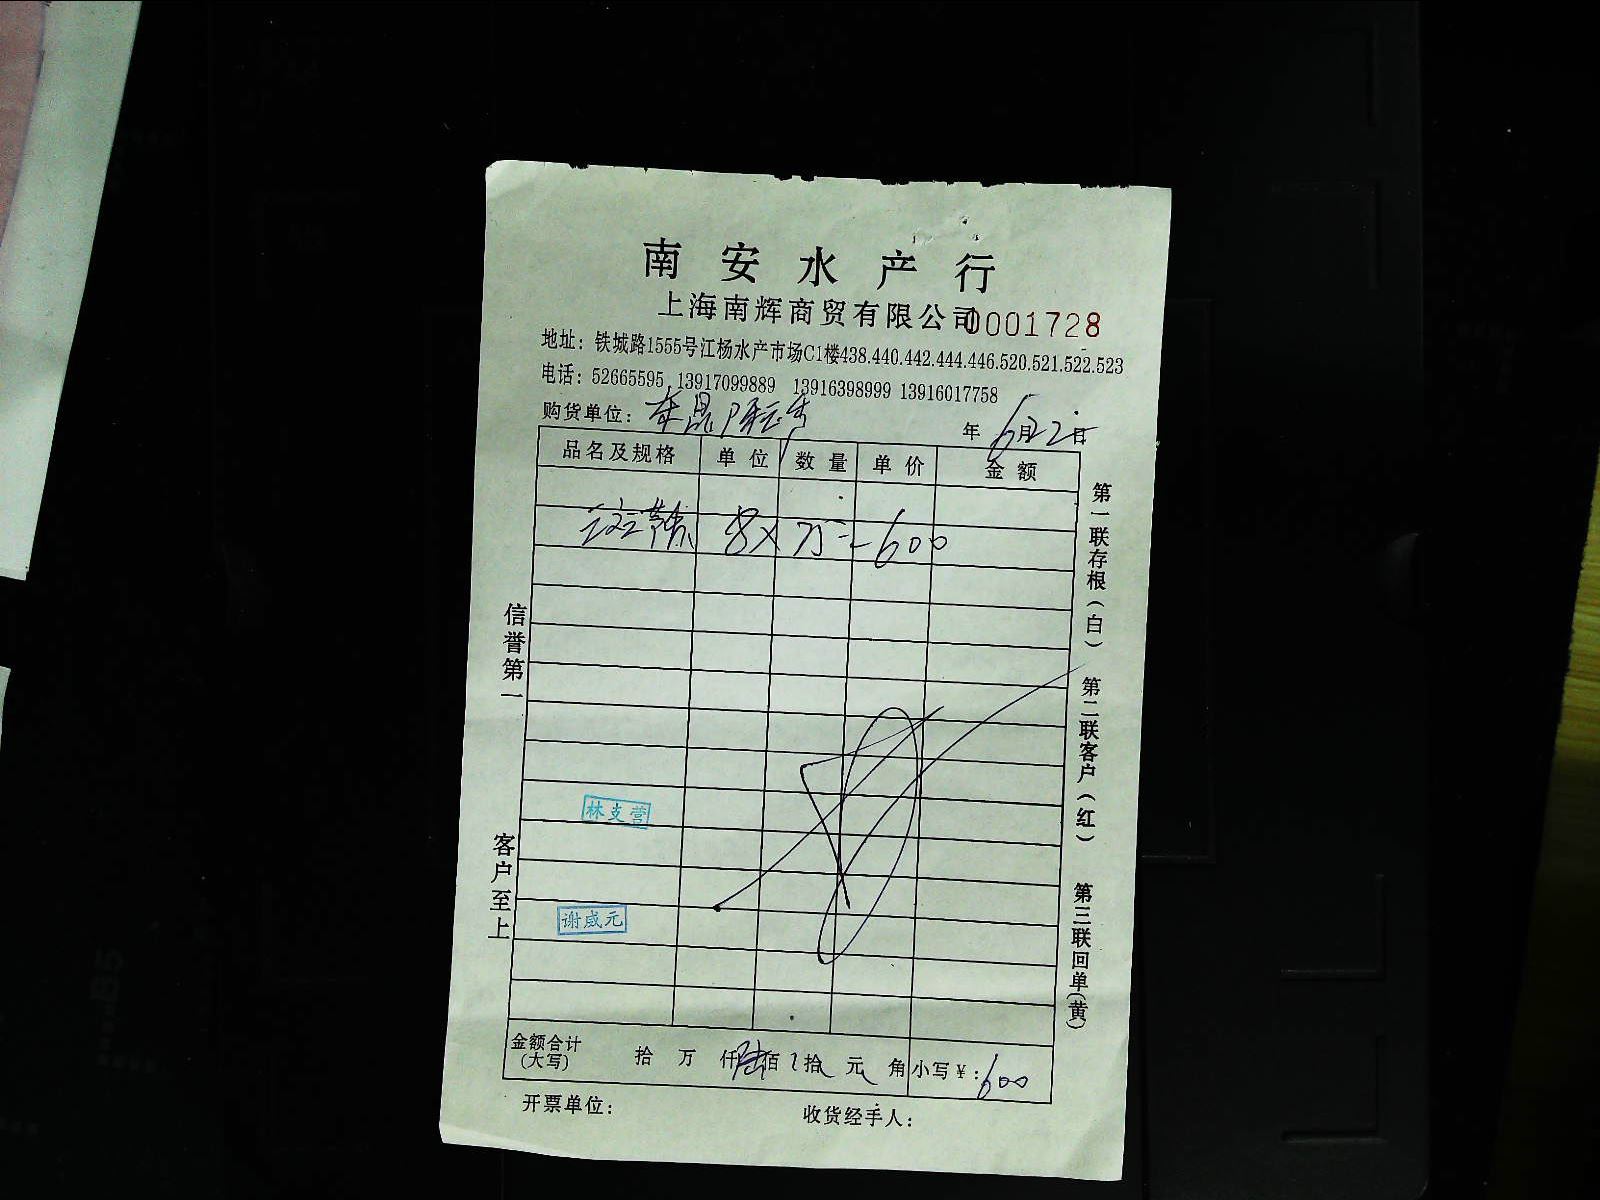 南安水产行
上海南辉商贸有限公司 0001728
地址：铁城路1555号江杨水产市场C1楼438.440.442.444.446.520.521.522.523
电话：52665595 13917099889 13916398999 13916017758
购货单位： 年 6月22日
品名及规格 单位 数量 单价 金额
8X 75=600
信誉第一
客户至上
林支营
谢咸元
第一联存根（白）
第二联客户（红）
第三联回单（黄）
金额合计（大写） 拾 万 仟陆佰 拾 元 角 小写￥：600
开票单位： 收货经手人：